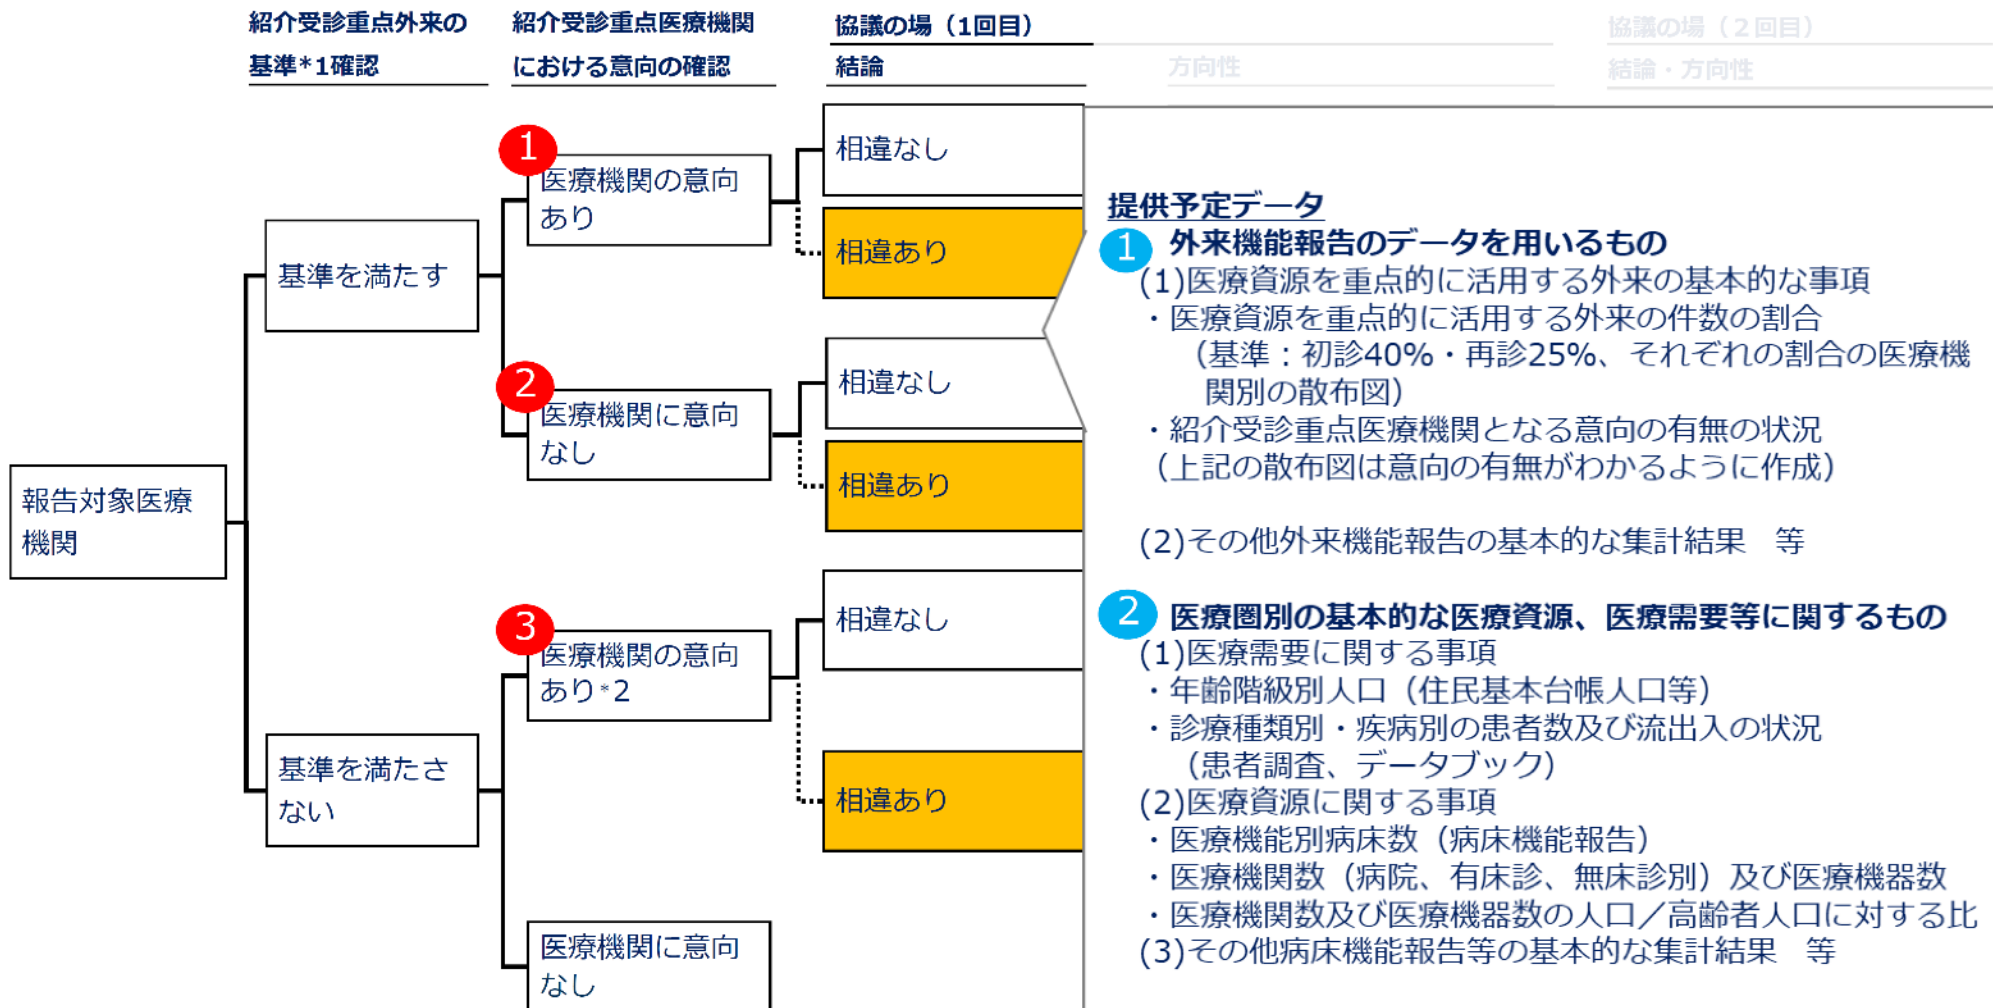 紹介受診重点外来の
基準*1確認
紹介受診重点医療機関
における意向の確認
協議の場（1回目）
結論
方向性
協議の場（２回目）
結論・方向性
報告対象医療
機関
基準を満たす
基準を満たさ
ない
1
医療機関の意向
あり
2
医療機関に意向
なし
3
医療機関の意向
あり*2
医療機関に意向
なし
相違なし
相違あり
相違なし
相違あり
相違なし
相違あり
提供予定データ
1 外来機能報告のデータを用いるもの
(1)医療資源を重点的に活用する外来の基本的な事項
・医療資源を重点的に活用する外来の件数の割合
（基準：初診40%・再診25%、それぞれの割合の医療機
関別の散布図）
・紹介受診重点医療機関となる意向の有無の状況
（上記の散布図は意向の有無がわかるように作成）
(2)その他外来機能報告の基本的な集計結果　等
2 医療圏別の基本的な医療資源、医療需要等に関するもの
(1)医療需要に関する事項
・年齢階級別人口（住民基本台帳人口等）
・診療種類別・疾病別の患者数及び流出入の状況
（患者調査、データブック）
(2)医療資源に関する事項
・医療機能別病床数（病床機能報告）
・医療機関数（病院、有床診、無床診別）及び医療機器数
・医療機関数及び医療機器数の人口／高齢者人口に対する比
(3)その他病床機能報告等の基本的な集計結果　等